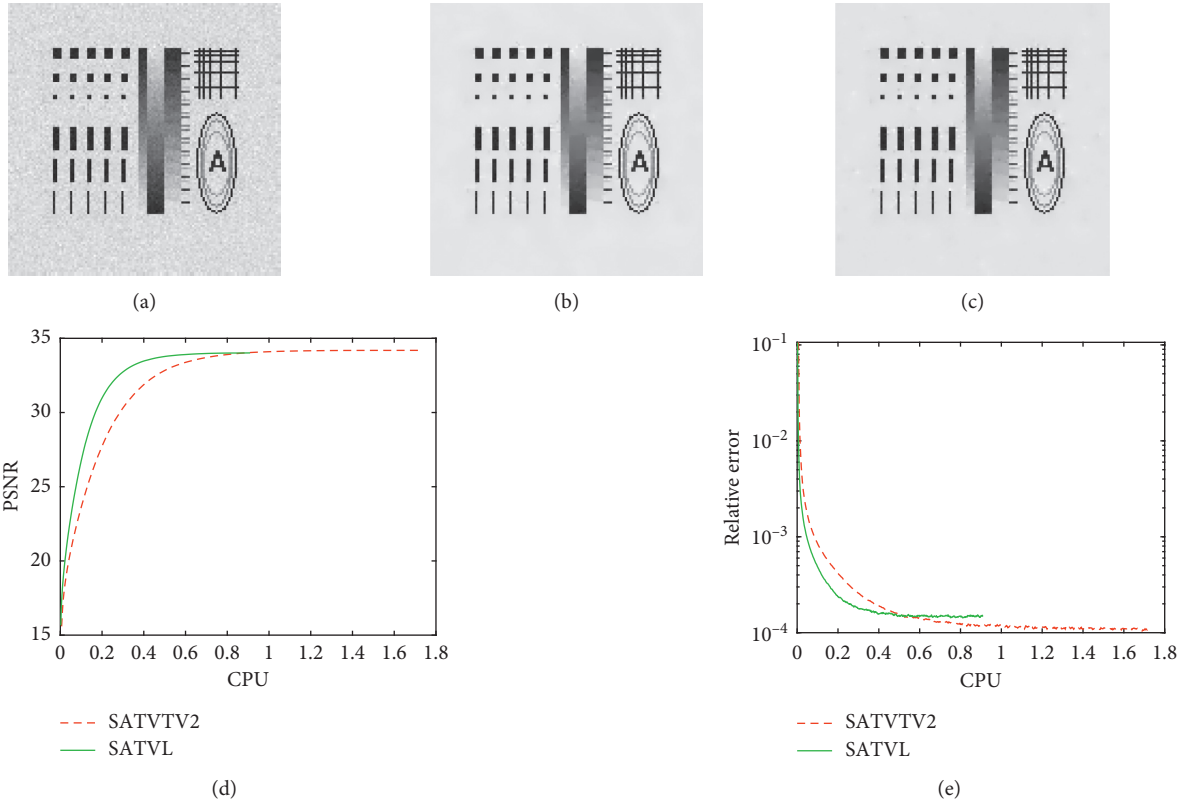 A
A
A
(a)
(b)
(c)
35
30
25
20
15
PSNR
0 0.2 0.4 0.6 0.8 1 1.2 1.4 1.6 1.8
CPU
SATVTV2
SATVL
(d)
10⁻¹
10⁻²
10⁻³
10⁻⁴
Relative error
0 0.2 0.4 0.6 0.8 1 1.2 1.4 1.6 1.8
CPU
SATVTV2
SATVL
(e)